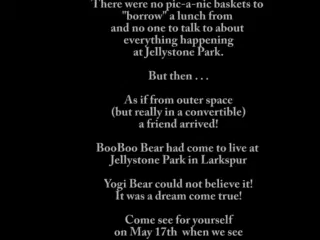 There were no pic-a-nic baskets to
"borrow" a lunch from
and no one to talk to about
everything happening
at Jellystone Park.
But then . . .
As if from outer space
(but really in a convertible)
a friend arrived!
BooBoo Bear had come to live at
Jellystone Park in Larkspur
Yogi Bear could not believe it!
It was a dream come true!
Come see for yourself
on May 17th when we see